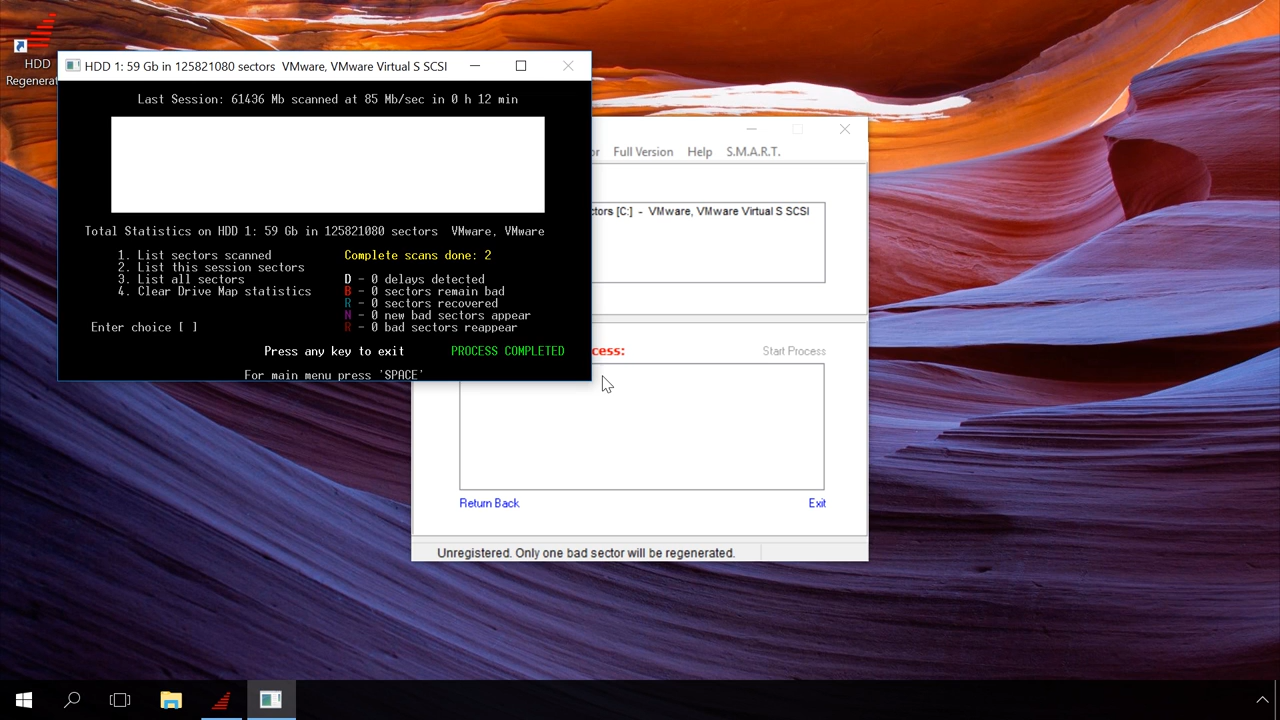 HDD
Regenerat
HDD 1: 59 Gb in 125821080 sectors VMware, VMware Virtual S SCSI
Last Session: 61436 Mb scanned at 85 Mb/sec in 0 h 12 min
Total Statistics on HDD 1: 59 Gb in 125821080 sectors VMware, VMware
1. List sectors scanned
2. List this session sectors
3. List all sectors
4. Clear Drive Map statistics
Complete scans done: 2
D - 0 delays detected
B - 0 sectors remain bad
R - 0 sectors recovered
N - 0 new bad sectors appear
R - 0 bad sectors reappear
Enter choice [ ]
Press any key to exit
PROCESS COMPLETED
For main menu press 'SPACE'
or Full Version Help S.M.A.R.T.
ctors [C:] - VMware, VMware Virtual S SCSI
cess:
Start Process
Return Back
Exit
Unregistered. Only one bad sector will be regenerated.